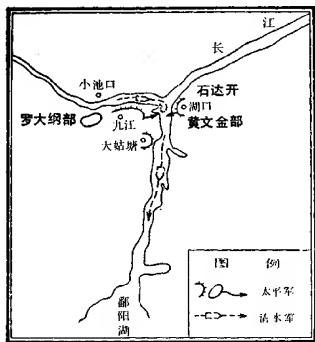 长江
小池口
石达开
湖口
罗大纲部
九江
黄文金部
大姑塘
鄱阳湖
图 例
太平军
水军